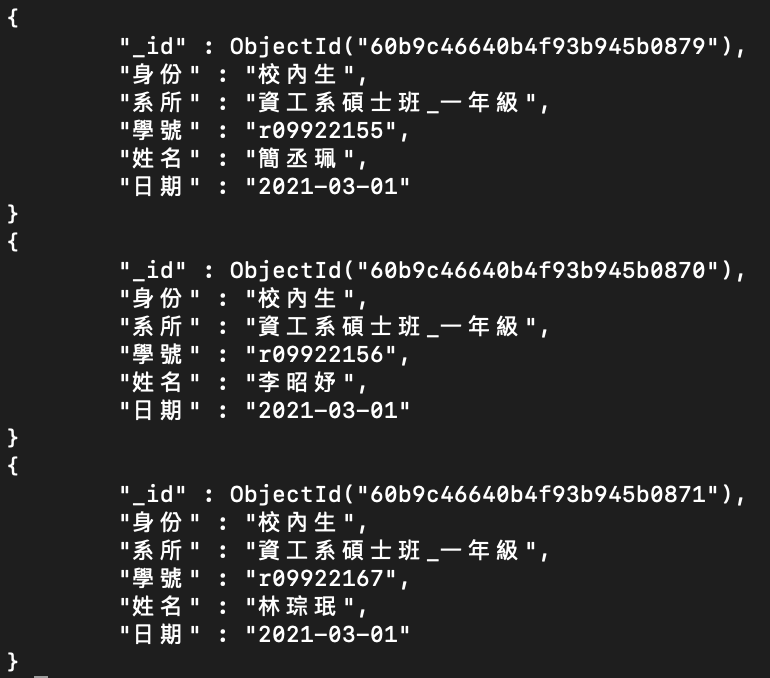 {
"_id" : ObjectId("60b9c46640b4f93b945b0879"),
"身份" : "校內生",
"系所" : "資工系碩士班_一年級",
"學號" : "r09922155",
"姓名" : "簡丞珮",
"日期" : "2021-03-01"
}
{
"_id" : ObjectId("60b9c46640b4f93b945b0870"),
"身份" : "校內生",
"系所" : "資工系碩士班_一年級",
"學號" : "r09922156",
"姓名" : "李昭妤",
"日期" : "2021-03-01"
}
{
"_id" : ObjectId("60b9c46640b4f93b945b0871"),
"身份" : "校內生",
"系所" : "資工系碩士班_一年級",
"學號" : "r09922167",
"姓名" : "林琮珉",
"日期" : "2021-03-01"
}